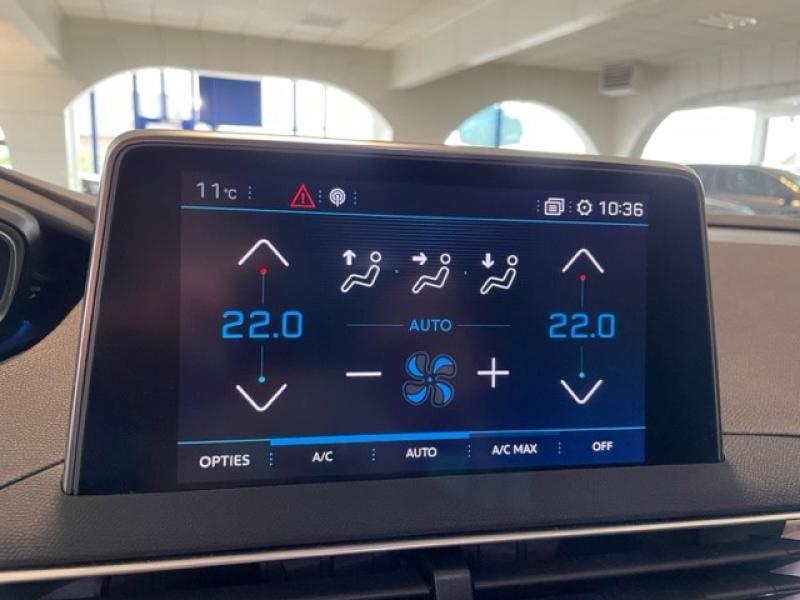 11°C 10:36
22.0 AUTO 22.0
OPTIES A/C AUTO A/C MAX OFF